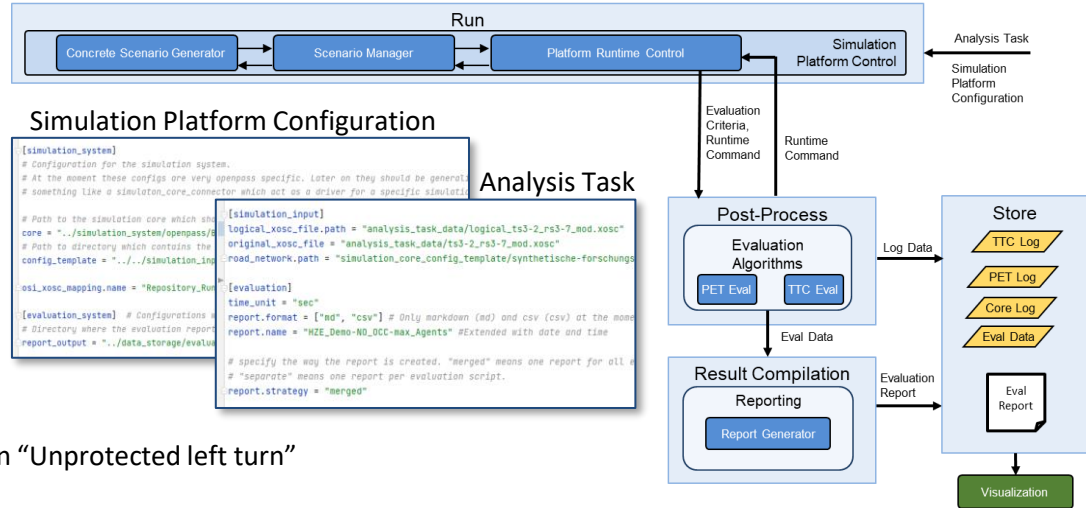 Run
Concrete Scenario Generator
Scenario Manager
Platform Runtime Control
Simulation
Platform Control
Analysis Task
Simulation
Platform
Configuration
Evaluation
Criteria,
Runtime
Command
Runtime
Command
Simulation Platform Configuration
[simulation_system]
# Configuration for the simulation system.
# At the moment these configs are very openpass specific. Later on they should be generali
# something like a simulaton_core_connector which act as a driver for a specific simulatio
# Path to the simulation core which sho
core = "../simulation_system/openpass/
# Path to directory which contains the
config_template = "../../simulation_inp
osi_xosc_mapping.name = "Repository_Run
[evaluation_system] # Configurations w
# Directory where the evaluation report
report_output = "../data_storage/evalua
Analysis Task
[simulation_input]
logical_xosc_file.path = "analysis_task_data/logical_ts3-2_rs3-7_mod.xosc"
original_xosc_file = "analysis_task_data/ts3-2_rs3-7_mod.xosc"
road_network.path = "simulation_core_config_template/synthetische-forschungs
[evaluation]
time_unit = "sec"
report.format = ["md", "csv"] # Only markdown (md) and csv (csv) at the mome
report.name = "HZE_Demo-NO_OCC-max_Agents" #Extended with date and time
# specify the way the report is created. "merged" means one report for all e
# "separate" means one report per evaluation script.
report.strategy = "merged"
Post-Process
Evaluation
Algorithms
PET Eval
TTC Eval
Log Data
Store
TTC Log
PET Log
Core Log
Eval Data
Eval Data
Result Compilation
Reporting
Report Generator
Evaluation
Report
Eval
Report
Visualization
n “Unprotected left turn”